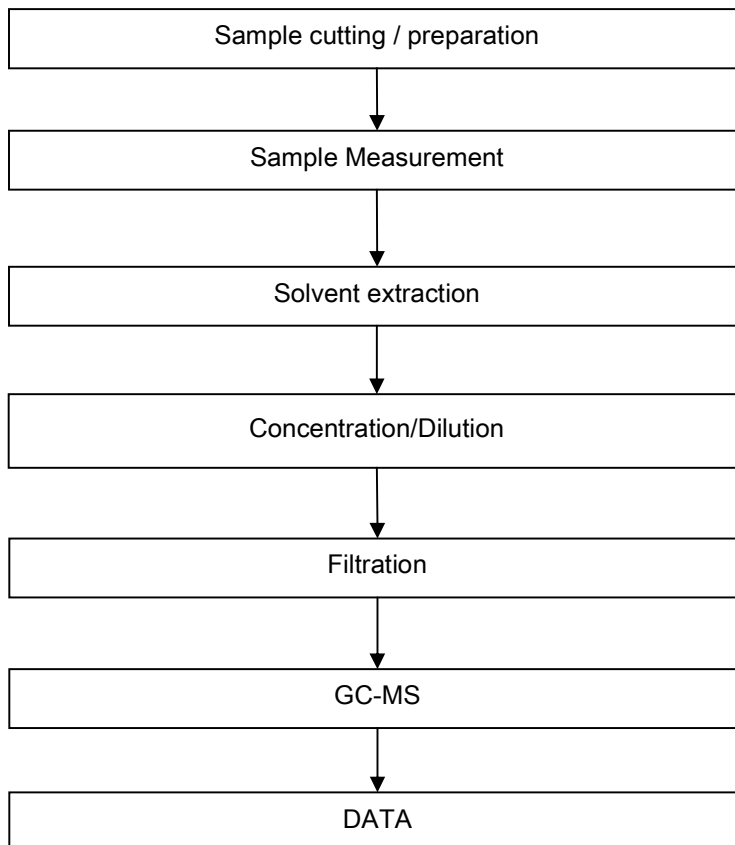 Sample cutting / preparation
Sample Measurement
Solvent extraction
Concentration/Dilution
Filtration
GC-MS
DATA